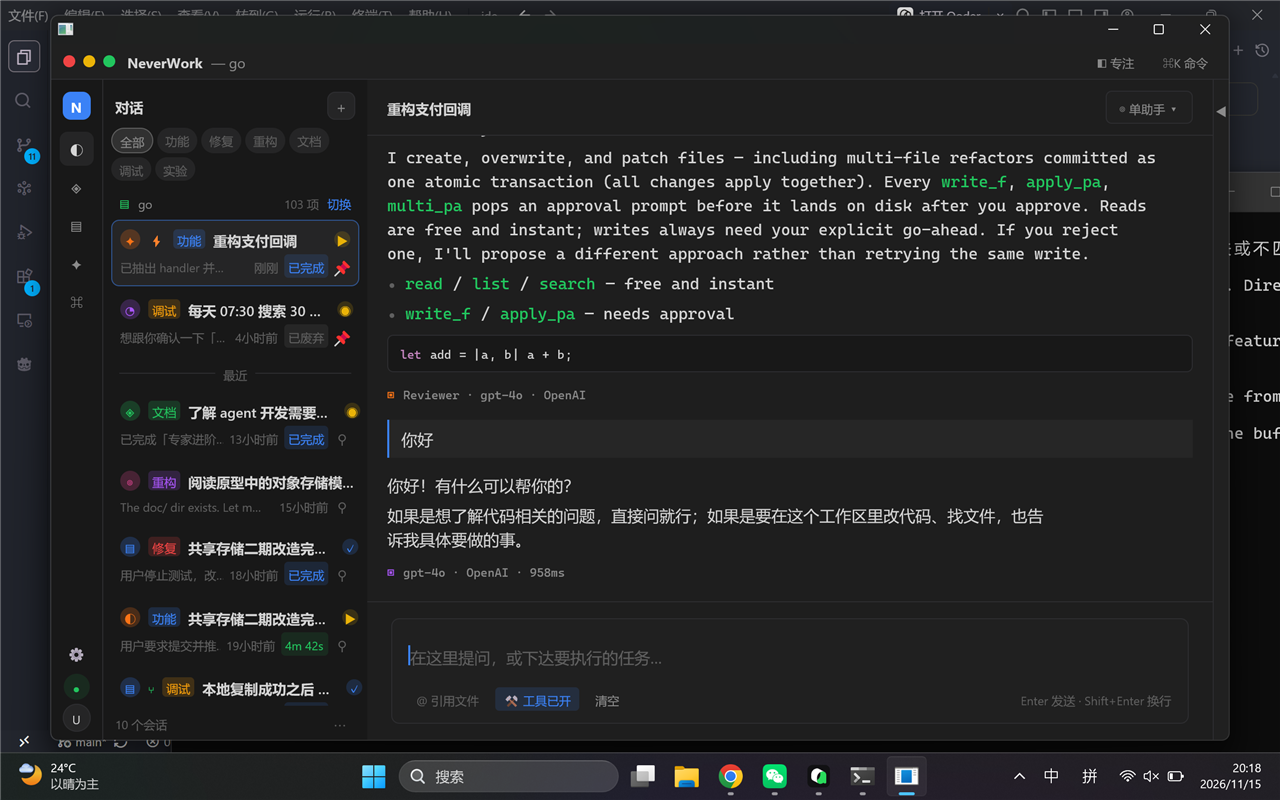 文件(F)
打开 Qoder
NeverWork — go
专注
⌘K 命令
N
对话
+
全部 功能 修复 重构 文档
调试 实验
go 103 项 切换
功能 重构支付回调
已抽出 handler 并... 刚刚 已完成
调试 每天 07:30 搜索 30 ...
想跟你确认一下「... 4小时前 已废弃
最近
文档 了解 agent 开发需要...
已完成「专家进阶.. 13小时前 已完成
重构 阅读原型中的对象存储模...
The doc/ dir exists. Let m... 15小时前
修复 共享存储二期改造完...
用户停止测试，改.. 18小时前 已完成
功能 共享存储二期改造完...
用户要求提交并推. 19小时前 4m 42s
调试 本地复制成功之后 ...
10 个会话 ...
U
11
1
重构支付回调
单助手
I create, overwrite, and patch files — including multi-file refactors committed as
one atomic transaction (all changes apply together). Every write_f, apply_pa,
multi_pa pops an approval prompt before it lands on disk after you approve. Reads
are free and instant; writes always need your explicit go-ahead. If you reject
one, I'll propose a different approach rather than retrying the same write.
• read / list / search — free and instant
• write_f / apply_pa — needs approval
let add = |a, b| a + b;
Reviewer · gpt-4o · OpenAI
你好
你好！有什么可以帮你的？
如果是想了解代码相关的问题，直接问就行；如果是要在这个工作区里改代码、找文件，也告
诉我具体要做的事。
gpt-4o · OpenAI · 958ms
在这里提问，或下达要执行的任务...
@ 引用文件 工具已开 清空
Enter 发送 · Shift+Enter 换行
或不匹
. Dire
featur
e from
he buf
main*
0
24°C
以晴为主
搜索
中 拼
20:18
2026/11/15